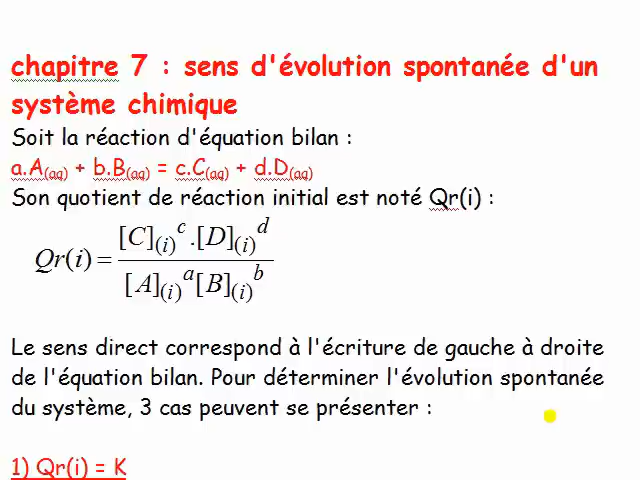 chapitre 7 : sens d'évolution spontanée d'un
système chimique
Soit la réaction d'équation bilan :
a.A(aq) + b.B(aq) = c.C(aq) + d.D(aq)
Son quotient de réaction initial est noté Qr(i) :
Qr(i) = [C](i)^c . [D](i)^d / [A](i)^a [B](i)^b
Le sens direct correspond à l'écriture de gauche à droite
de l'équation bilan. Pour déterminer l'évolution spontanée
du système, 3 cas peuvent se présenter :
1) Qr(i) = K